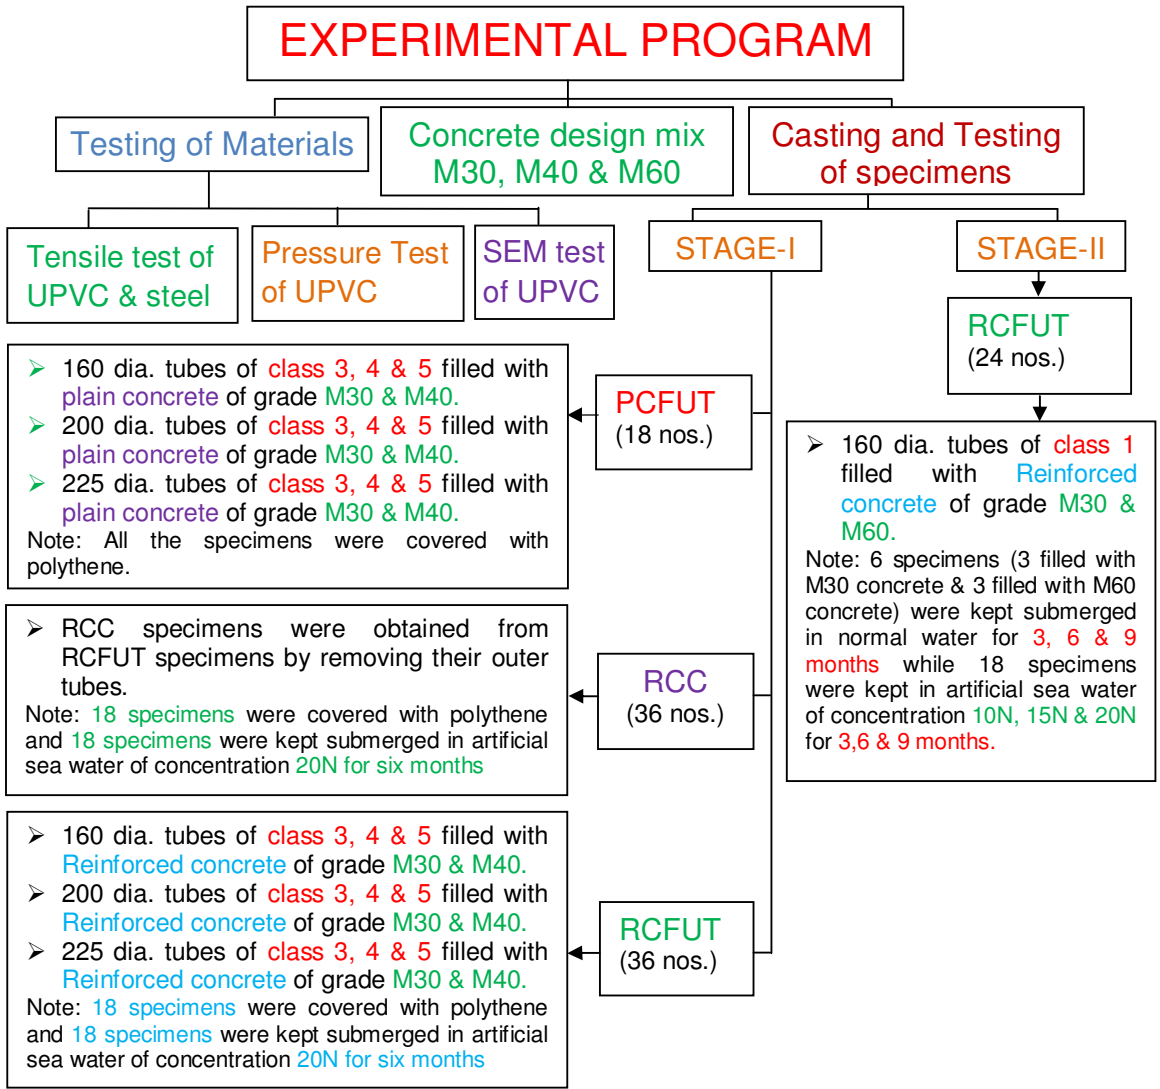 EXPERIMENTAL PROGRAM
Testing of Materials
Concrete design mix
M30, M40 & M60
Casting and Testing
of specimens
Tensile test of
UPVC & steel
Pressure Test
of UPVC
SEM test
of UPVC
STAGE-I
STAGE-II
RCFUT
(24 nos.)
➢ 160 dia. tubes of class 3, 4 & 5 filled with
plain concrete of grade M30 & M40.
➢ 200 dia. tubes of class 3, 4 & 5 filled with
plain concrete of grade M30 & M40.
➢ 225 dia. tubes of class 3, 4 & 5 filled with
plain concrete of grade M30 & M40.
Note: All the specimens were covered with
polythene.
PCFUT
(18 nos.)
➢ 160 dia. tubes of class 1
filled with Reinforced
concrete of grade M30 &
M60.
Note: 6 specimens (3 filled with
M30 concrete & 3 filled with M60
concrete) were kept submerged
in normal water for 3, 6 & 9
months while 18 specimens
were kept in artificial sea water
of concentration 10N, 15N & 20N
for 3,6 & 9 months.
➢ RCC specimens were obtained from
RCFUT specimens by removing their outer
tubes.
Note: 18 specimens were covered with polythene
and 18 specimens were kept submerged in artificial
sea water of concentration 20N for six months
RCC
(36 nos.)
➢ 160 dia. tubes of class 3, 4 & 5 filled with
Reinforced concrete of grade M30 & M40.
➢ 200 dia. tubes of class 3, 4 & 5 filled with
Reinforced concrete of grade M30 & M40.
➢ 225 dia. tubes of class 3, 4 & 5 filled with
Reinforced concrete of grade M30 & M40.
Note: 18 specimens were covered with polythene
and 18 specimens were kept submerged in artificial
sea water of concentration 20N for six months
RCFUT
(36 nos.)